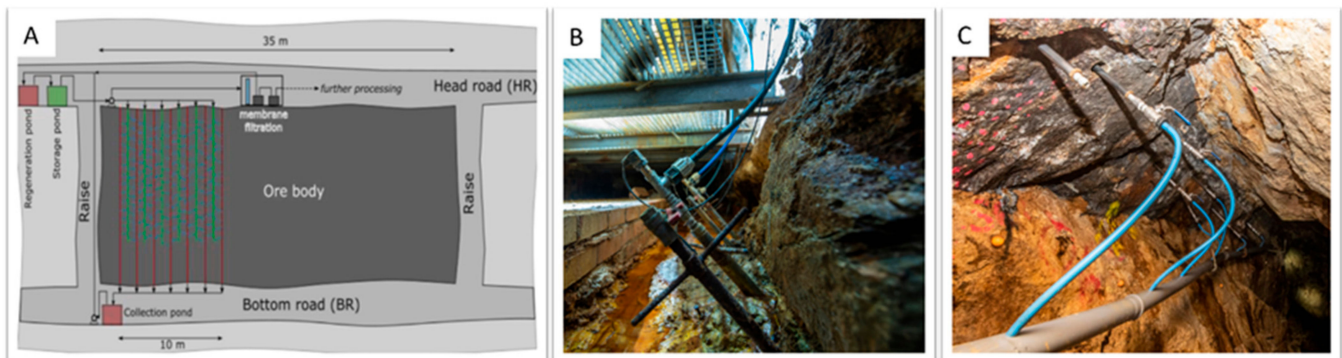 A
35 m
Head road (HR)
further processing
membrane
filtration
Regeneration pond
Storage pond
Raise
Ore body
Raise
Collection pond
Bottom road (BR)
10 m
B
C